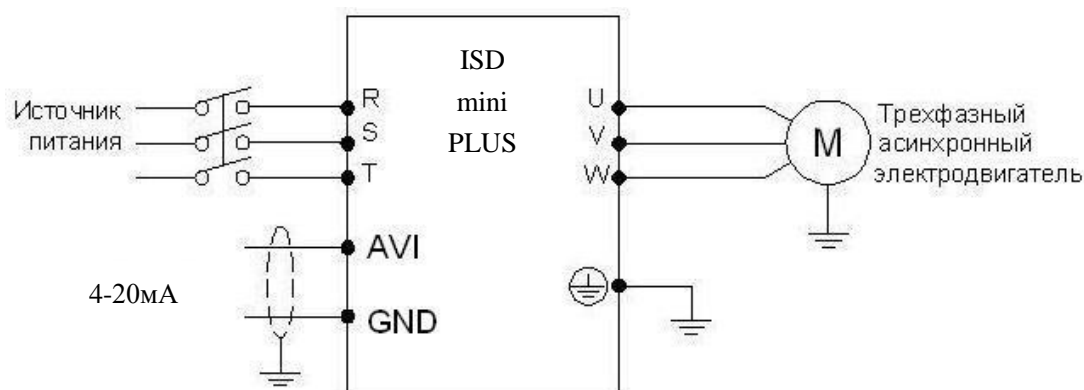 ISD
mini
PLUS
Источник
питания
R
S
T
U
V
W
M
Трехфазный
асинхронный
электродвигатель
AVI
GND
4-20мА